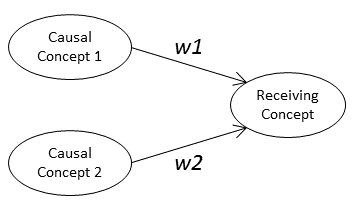 Causal
Concept 1
w1
Receiving
Concept
Causal
Concept 2
w2